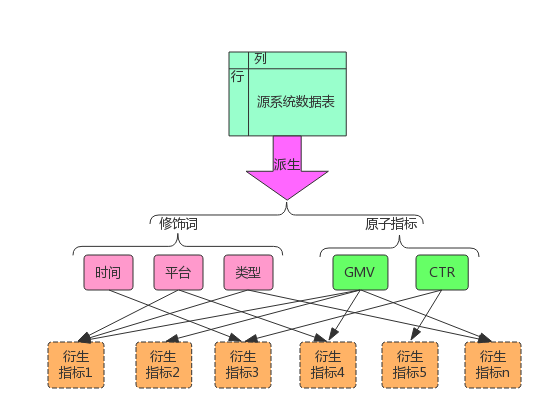 列
行
源系统数据表
派生
修饰词
原子指标
时间
平台
类型
GMV
CTR
衍生
指标1
衍生
指标2
衍生
指标3
衍生
指标4
衍生
指标5
衍生
指标n